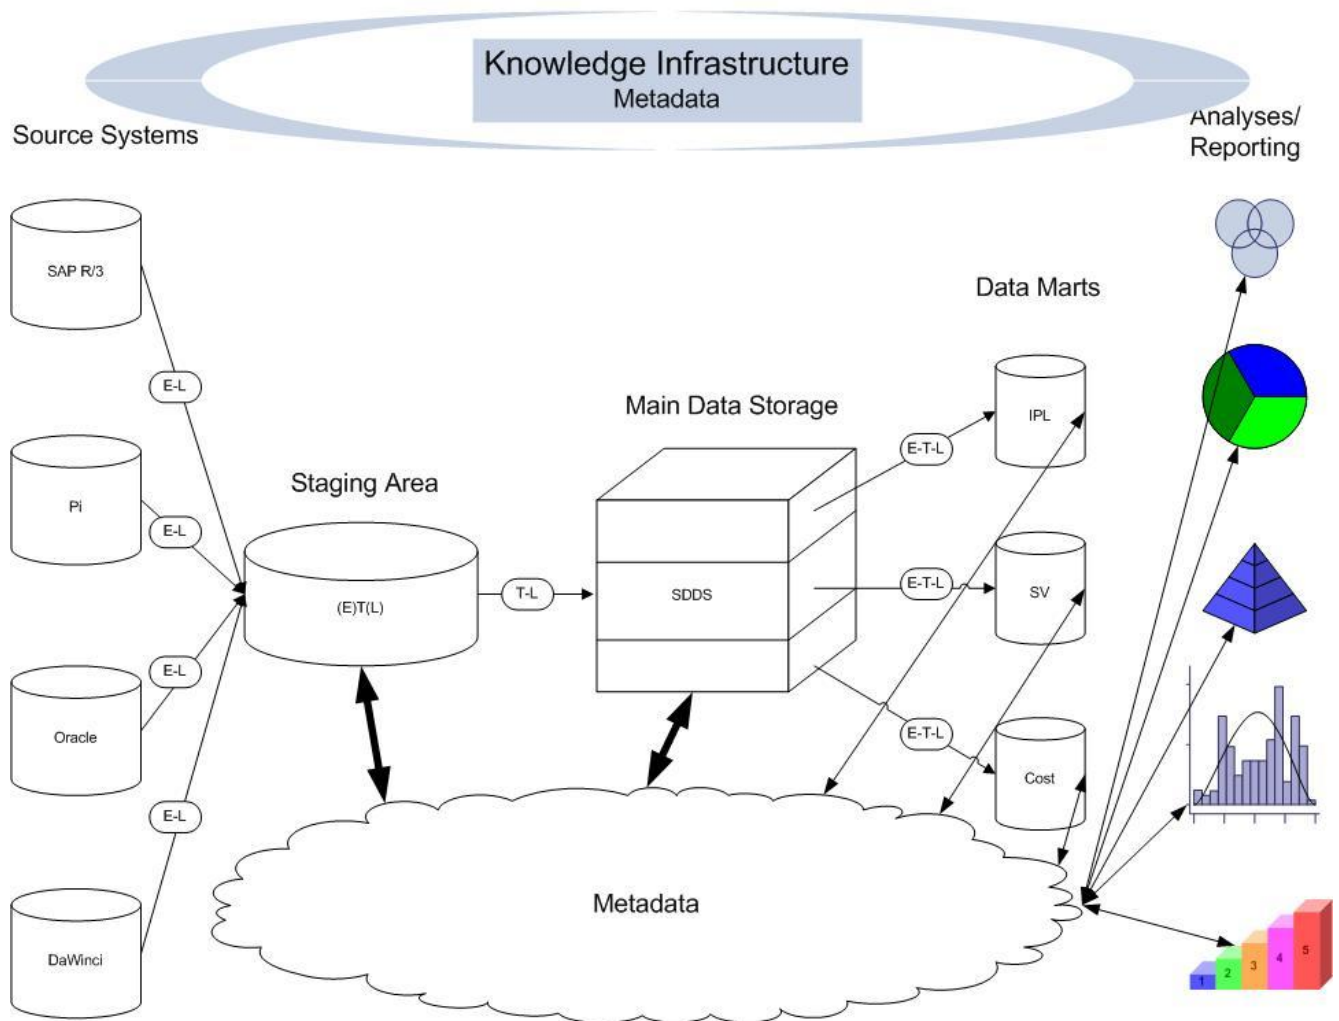 Knowledge Infrastructure
Metadata
Source Systems
Analyses/
Reporting
SAP R/3
Data Marts
E-L
IPL
Main Data Storage
E-T-L
Staging Area
Pi
E-L
(E)T(L)
T-L
SDDS
E-T-L
SV
E-L
Oracle
E-T-L
Cost
E-L
Metadata
DaWinci
1
2
3
4
5